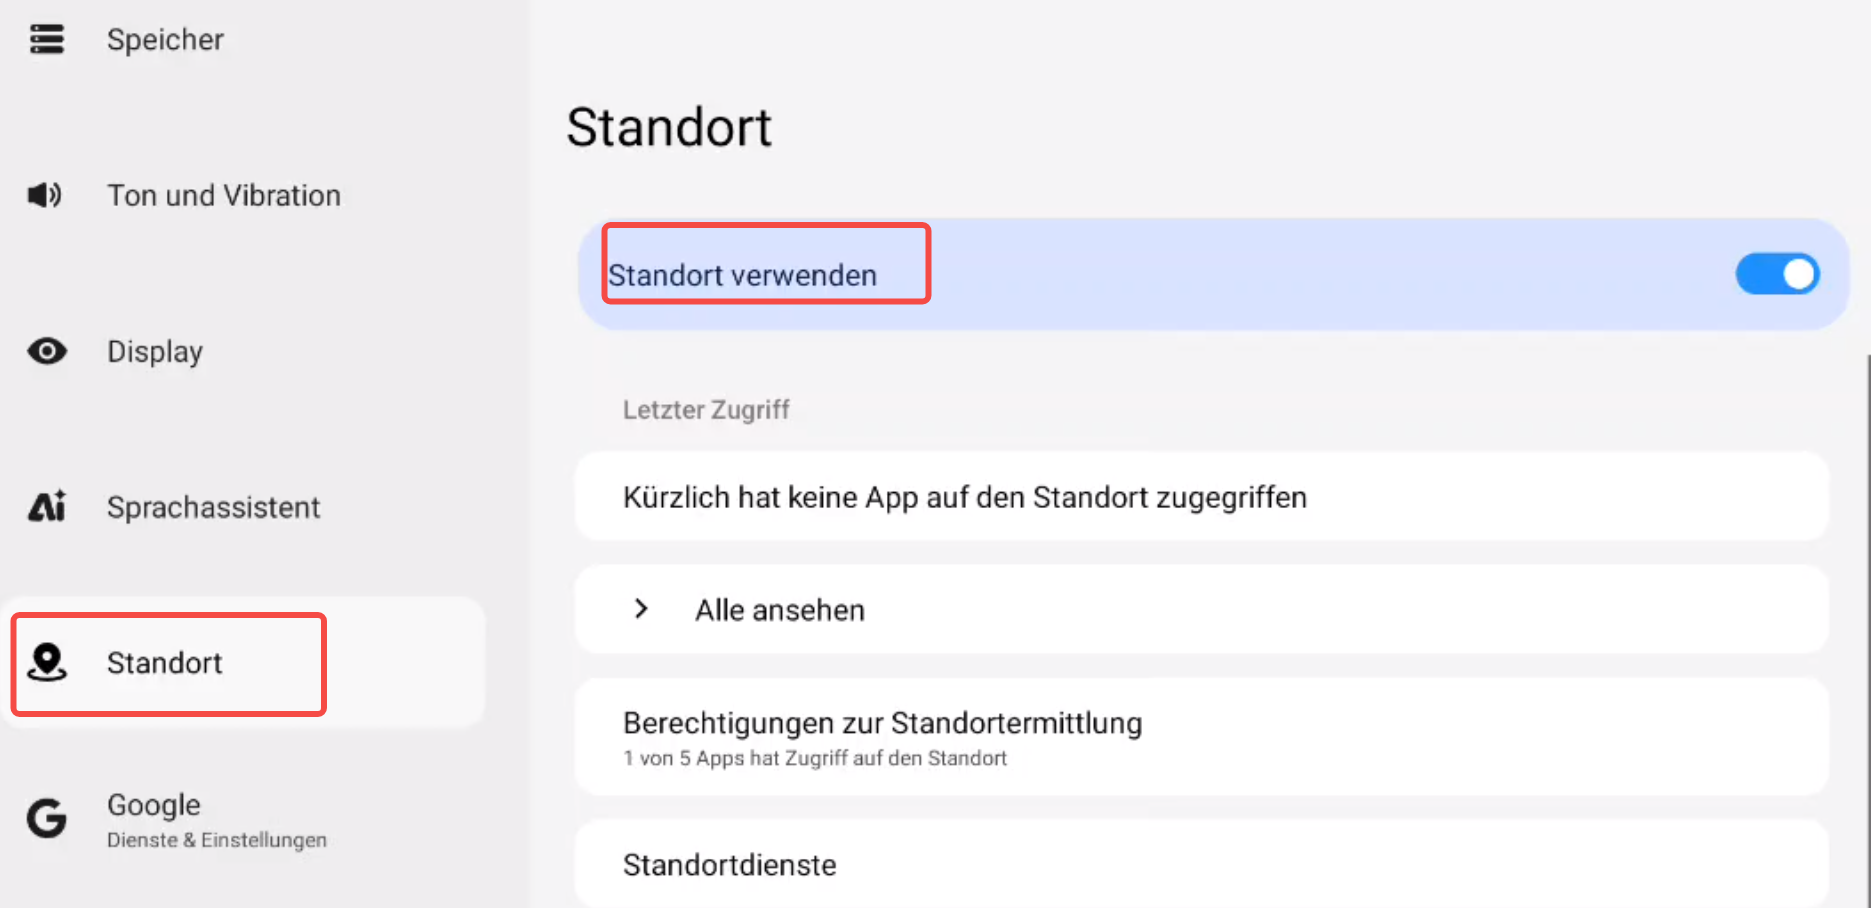 Speicher
Ton und Vibration
Display
Sprachassistent
Standort
Google
Dienste & Einstellungen
Standort
Standort verwenden
Letzter Zugriff
Kürzlich hat keine App auf den Standort zugegriffen
Alle ansehen
Berechtigungen zur Standortermittlung
1 von 5 Apps hat Zugriff auf den Standort
Standortdienste